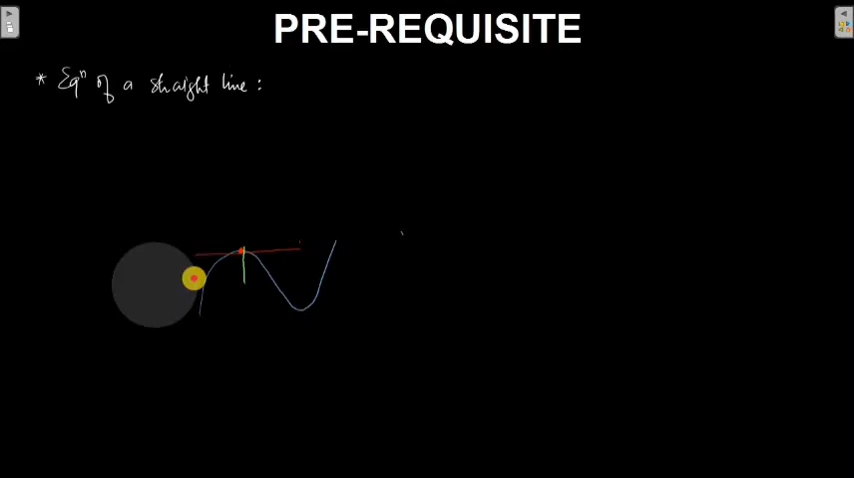 PRE-REQUISITE
* Eqⁿ of a straight line :